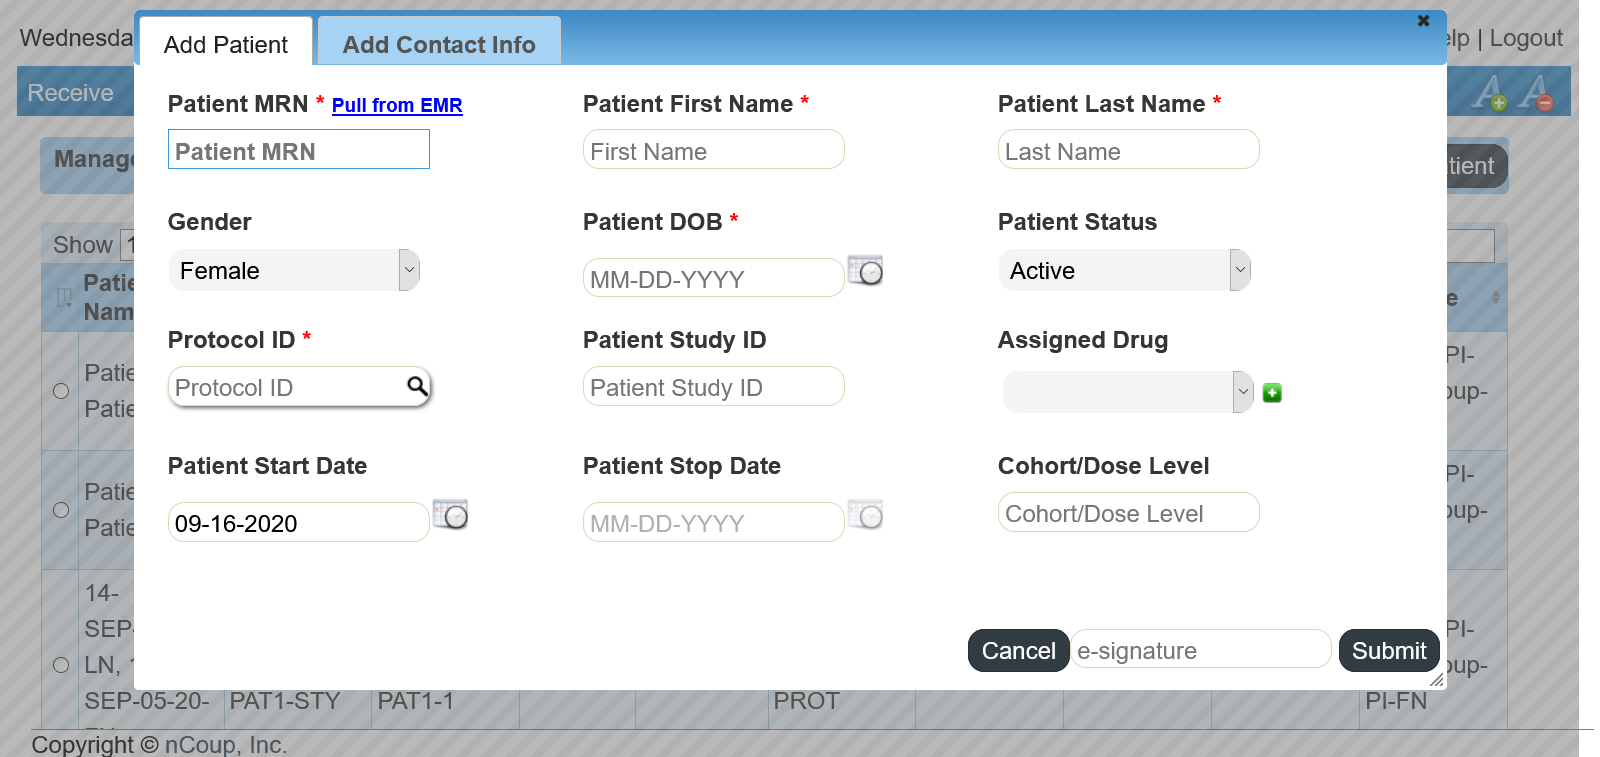 Wednesda
Add Patient
Add Contact Info
elp | Logout
Receive
Patient MRN * Pull from EMR
Patient First Name *
Patient Last Name *
Patient MRN
First Name
Last Name
Manage
tient
Gender
Patient DOB *
Patient Status
Show 1
Female
MM-DD-YYYY
Active
Patie
Nam
e
Protocol ID *
Patient Study ID
Assigned Drug
Protocol ID
Patient Study ID
Patie
Patie
PI-
oup-
Patient Start Date
Patient Stop Date
Cohort/Dose Level
09-16-2020
MM-DD-YYYY
Cohort/Dose Level
Patie
Patie
PI-
oup-
14-
SEP-
LN, 1
SEP-05-20-
PAT1-STY
PAT1-1
PROT
PI-
oup-
PI-FN
Cancel
e-signature
Submit
Copyright © nCoup, Inc.